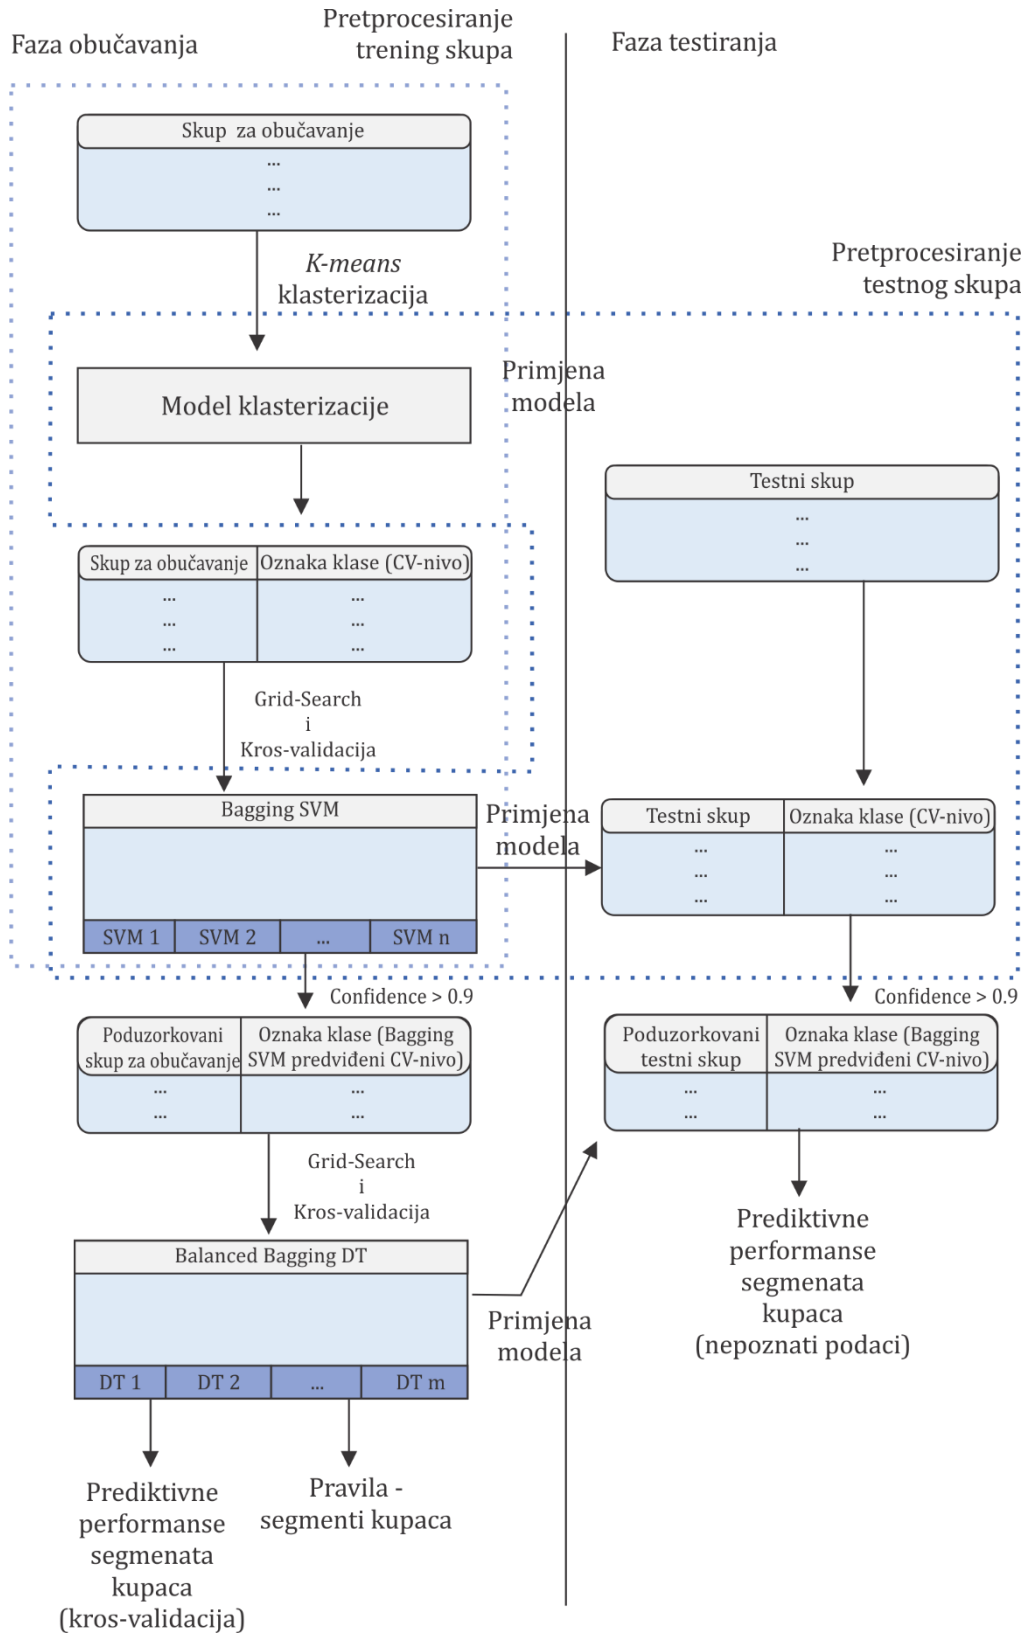 Faza obučavanja
Pretprocesiranje
trening skupa
Faza testiranja
Skup za obučavanje
...
...
...
K-means
klasterizacija
Pretprocesiranje
testnog skupa
Model klasterizacije
Primjena
modela
Testni skup
...
...
...
Skup za obučavanje
Oznaka klase (CV-nivo)
... ...
... ...
... ...
Grid-Search
i
Kros-validacija
Bagging SVM
SVM 1 SVM 2 ... SVM n
Primjena
modela
Testni skup
Oznaka klase (CV-nivo)
... ...
... ...
... ...
Confidence > 0.9
Confidence > 0.9
Poduzorkovani
skup za obučavanje
Oznaka klase (Bagging
SVM predviđeni CV-nivo)
... ...
... ...
Poduzorkovani
testni skup
Oznaka klase (Bagging
SVM predviđeni CV-nivo)
... ...
... ...
Grid-Search
i
Kros-validacija
Balanced Bagging DT
DT 1 DT 2 ... DT m
Primjena
modela
Prediktivne
performanse
segmenata
kupaca
(nepoznati podaci)
Prediktivne
performanse
segmenata
kupaca
(kros-validacija)
Pravila -
segmenti kupaca